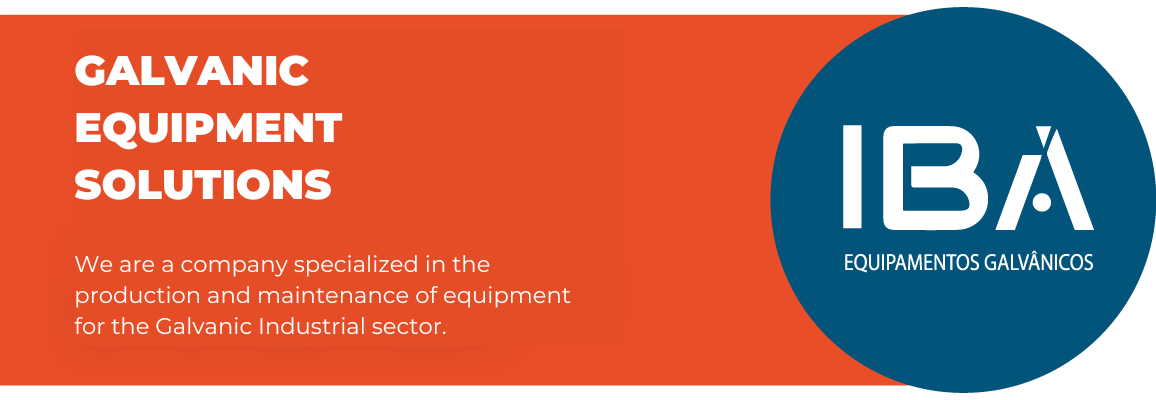 GALVANIC
EQUIPMENT
SOLUTIONS
We are a company specialized in the
production and maintenance of equipment
for the Galvanic Industrial sector.
IBÁ
EQUIPAMENTOS GALVÂNICOS